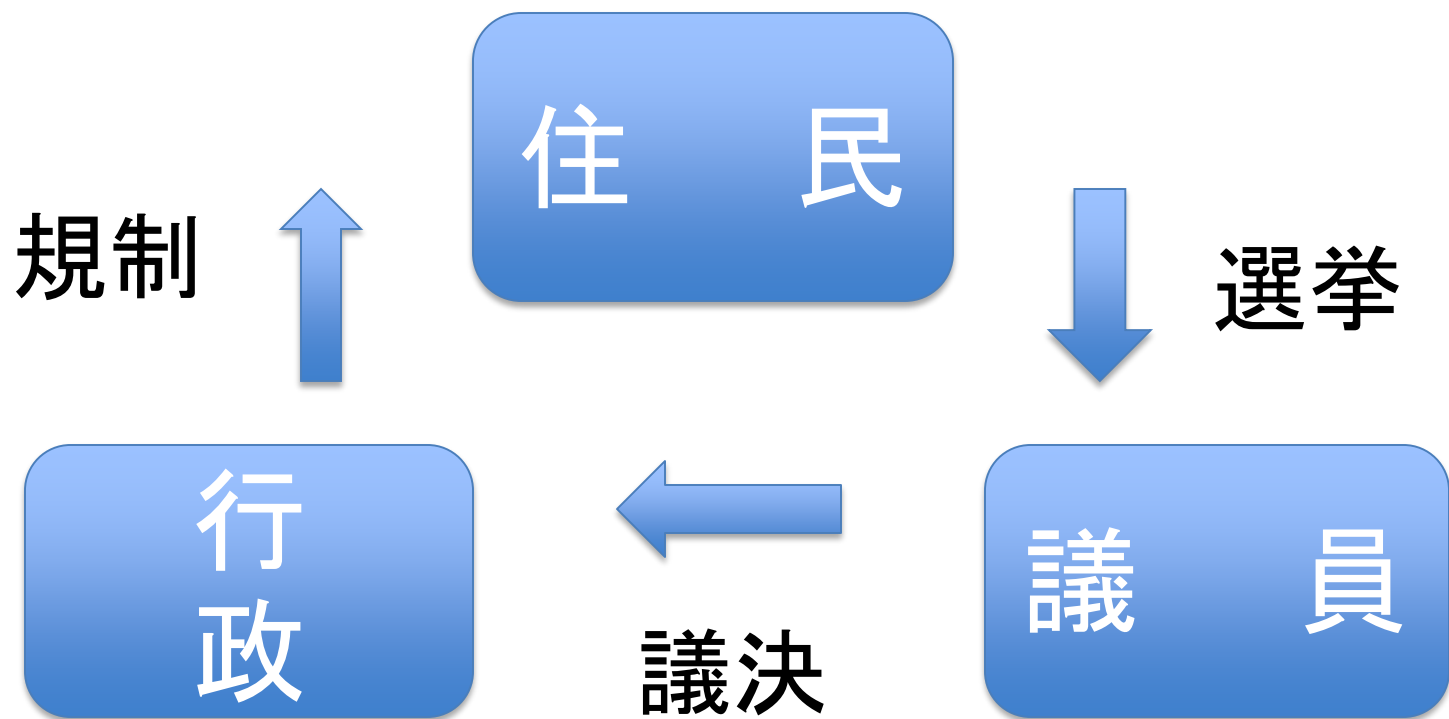 住　民
規制
選挙
行
政
議　員
議決